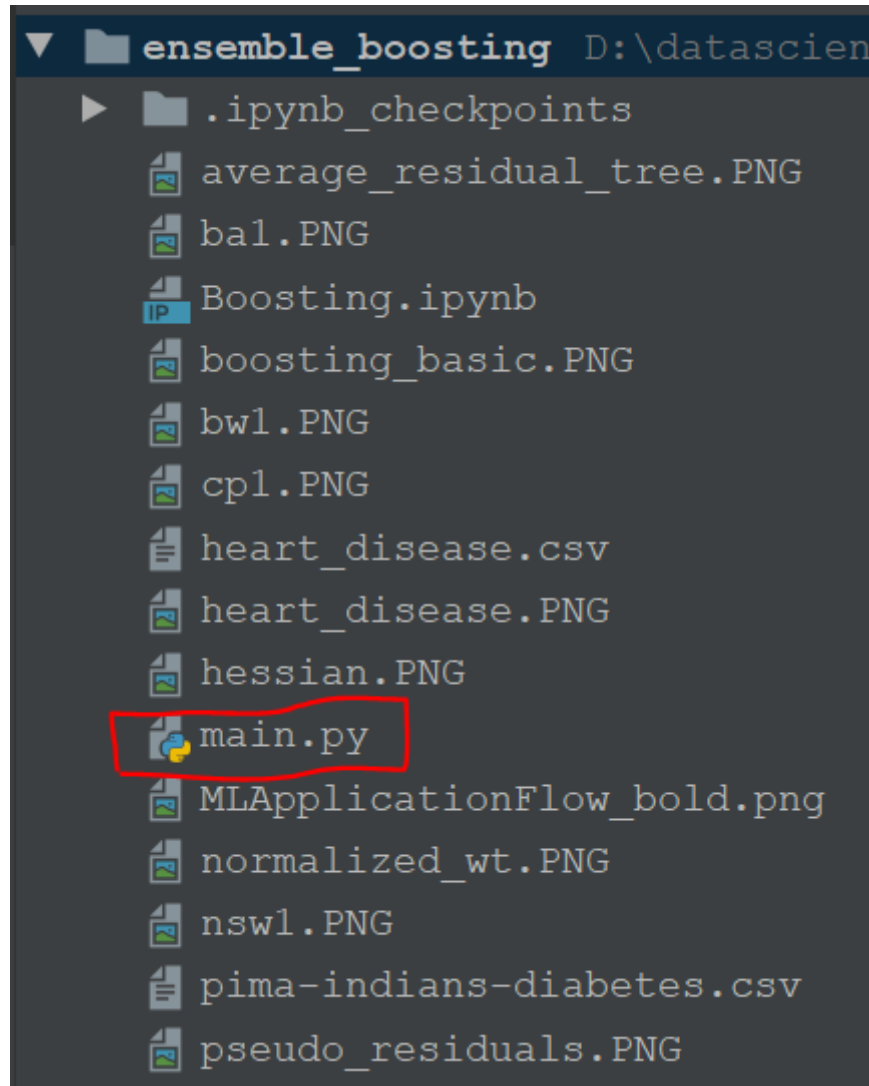 ensemble_boosting D:\datascien
.ipynb_checkpoints
average_residual_tree.PNG
ba1.PNG
IP Boosting.ipynb
boosting_basic.PNG
bw1.PNG
cp1.PNG
heart_disease.csv
heart_disease.PNG
hessian.PNG
main.py
MLApplicationFlow_bold.png
normalized_wt.PNG
nsw1.PNG
pima-indians-diabetes.csv
pseudo_residuals.PNG